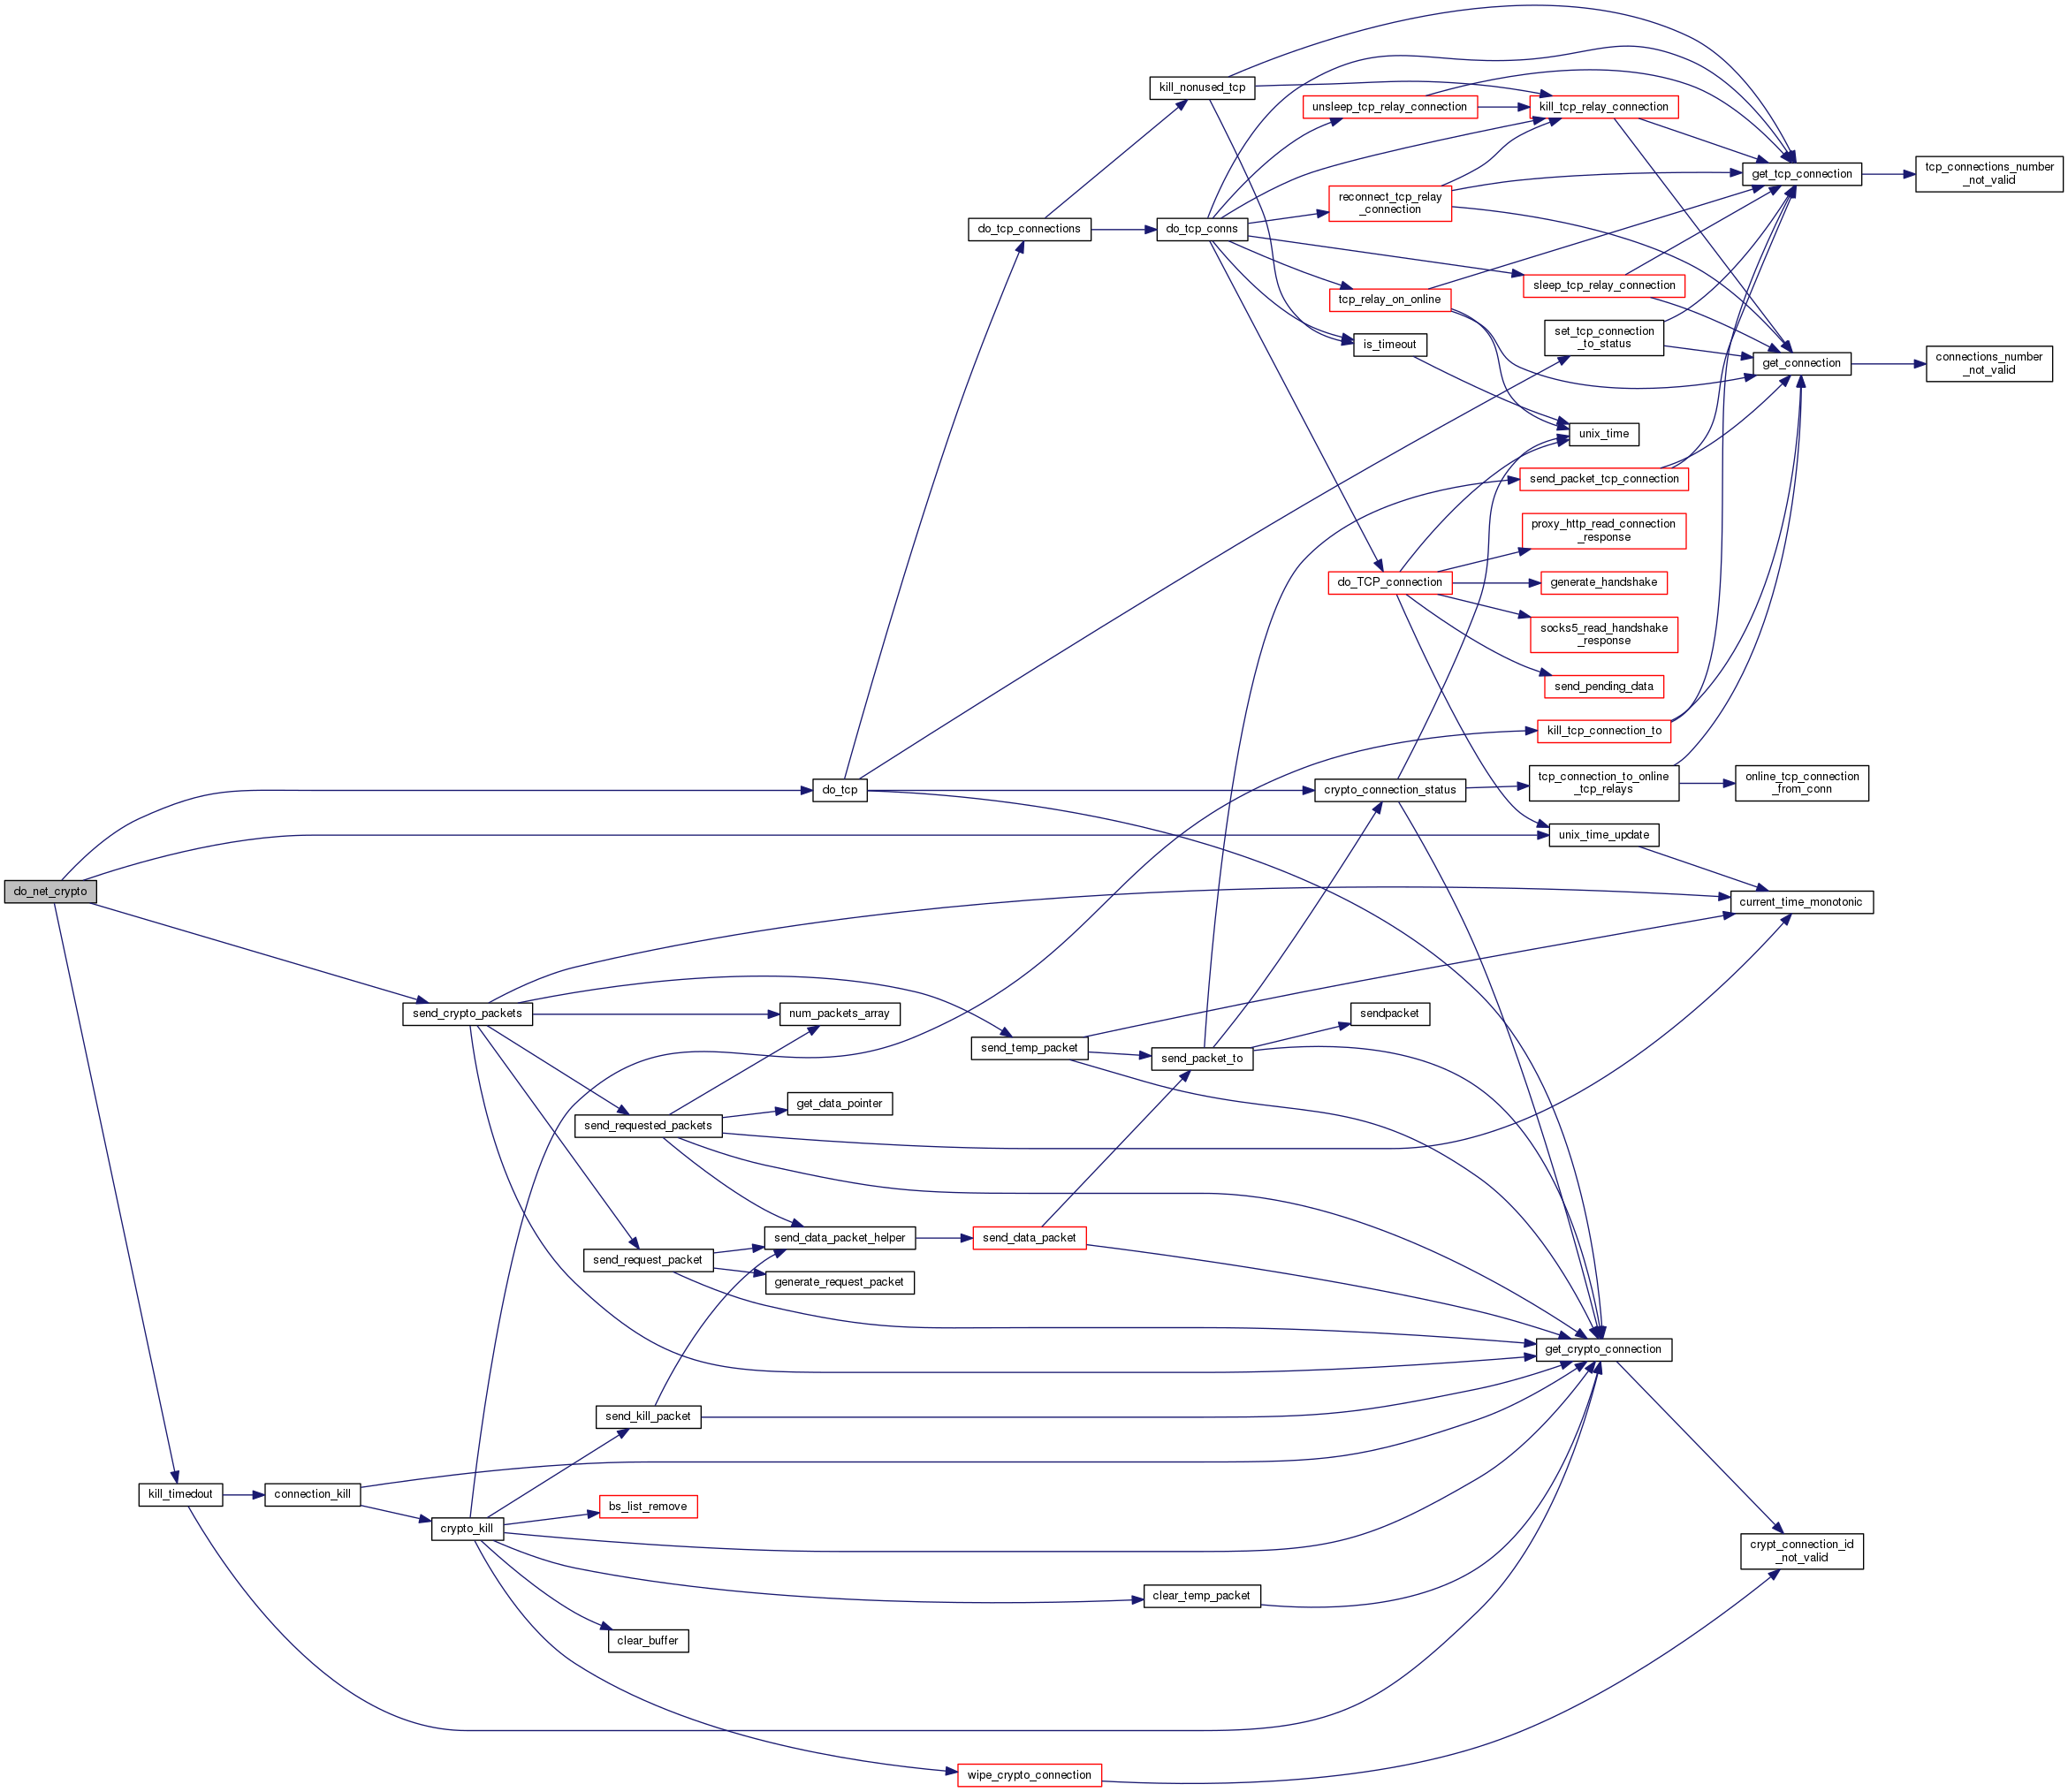 kill_nonused_tcp
unsleep_tcp_relay_connection
kill_tcp_relay_connection
get_tcp_connection
tcp_connections_number
_not_valid
reconnect_tcp_relay
_connection
do_tcp_connections
do_tcp_conns
sleep_tcp_relay_connection
tcp_relay_on_online
set_tcp_connection
_to_status
is_timeout
get_connection
connections_number
_not_valid
unix_time
send_packet_tcp_connection
proxy_http_read_connection
_response
do_TCP_connection
generate_handshake
socks5_read_handshake
_response
send_pending_data
kill_tcp_connection_to
do_tcp
crypto_connection_status
tcp_connection_to_online
_tcp_relays
online_tcp_connection
_from_conn
unix_time_update
do_net_crypto
current_time_monotonic
send_crypto_packets
num_packets_array
sendpacket
send_temp_packet
send_packet_to
get_data_pointer
send_requested_packets
send_data_packet_helper
send_data_packet
send_request_packet
generate_request_packet
get_crypto_connection
send_kill_packet
kill_timedout
connection_kill
bs_list_remove
crypto_kill
crypt_connection_id
_not_valid
clear_temp_packet
clear_buffer
wipe_crypto_connection